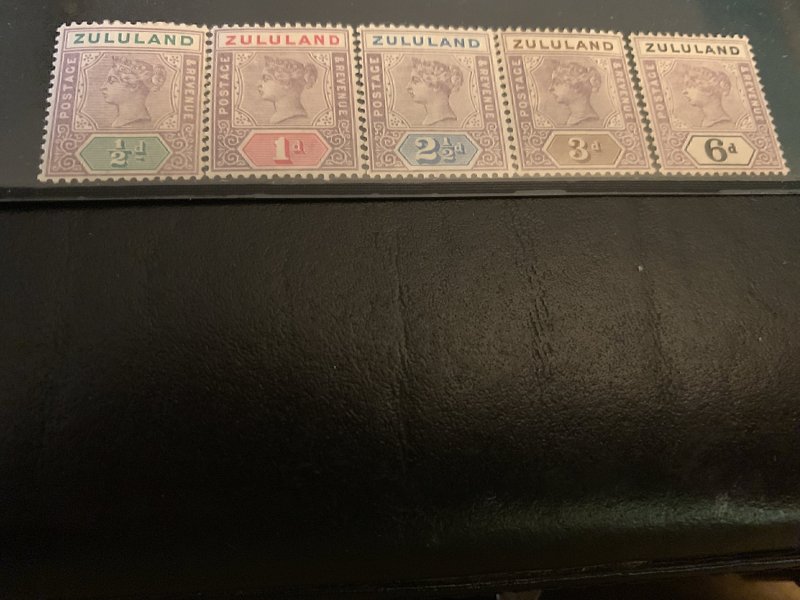 ZULULAND
POSTAGE
& REVENUE
½d
ZULULAND
POSTAGE
& REVENUE
1d
ZULULAND
POSTAGE
& REVENUE
2½d
ZULULAND
POSTAGE
& REVENUE
3d
ZULULAND
POSTAGE
& REVENUE
6d